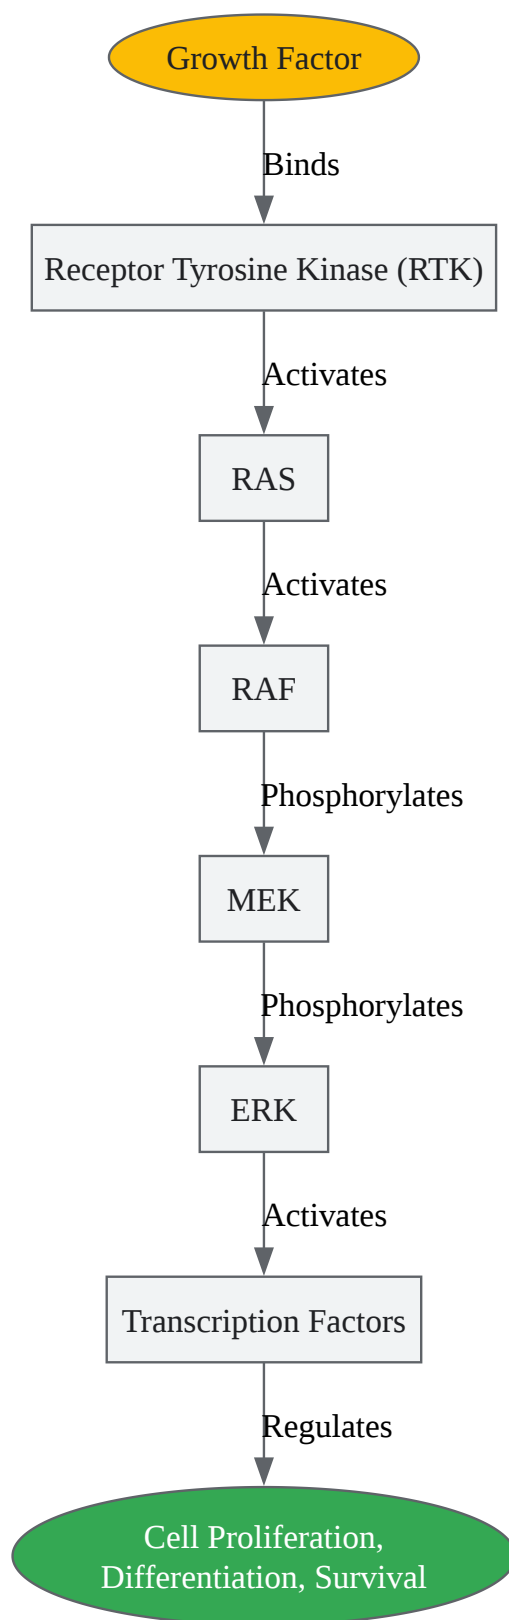 Growth Factor
Binds
Receptor Tyrosine Kinase (RTK)
Activates
RAS
Activates
RAF
Phosphorylates
MEK
Phosphorylates
ERK
Activates
Transcription Factors
Regulates
Cell Proliferation,
Differentiation, Survival